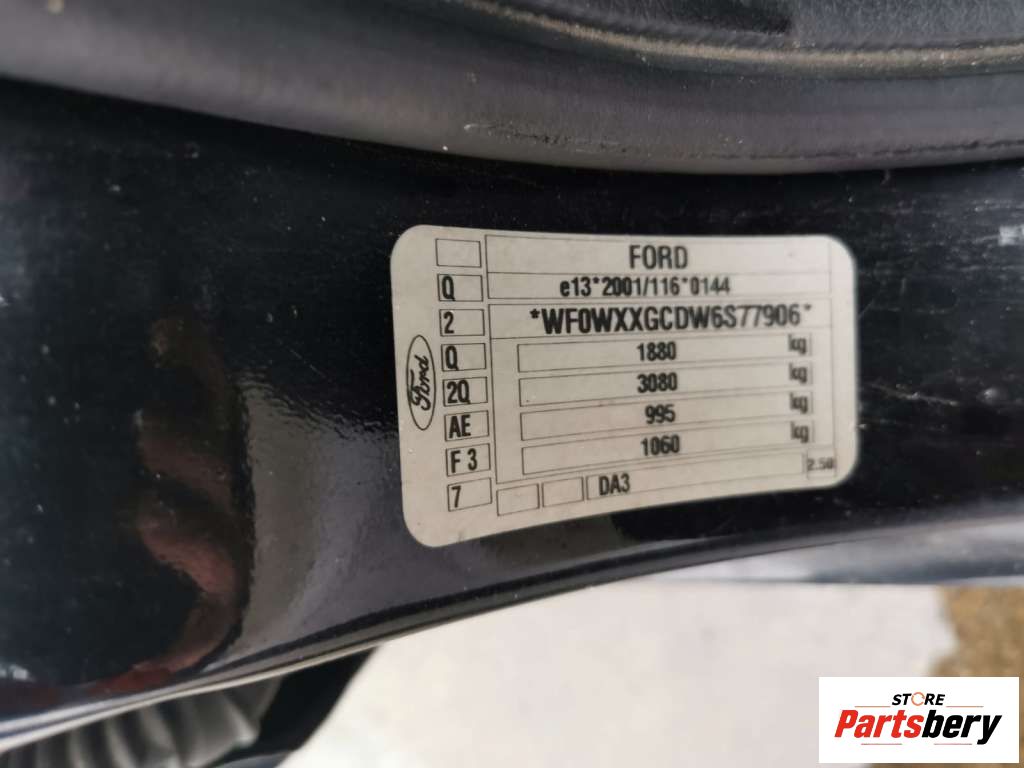 FORD
Q e13*2001/116*0144
2 *WF0WXXGCDW6S77906*
Q 1880 kg
2Q 3080 kg
AE 995 kg
F 3 1060 kg
7 DA3 2.50
Ford
STORE
Partsbery